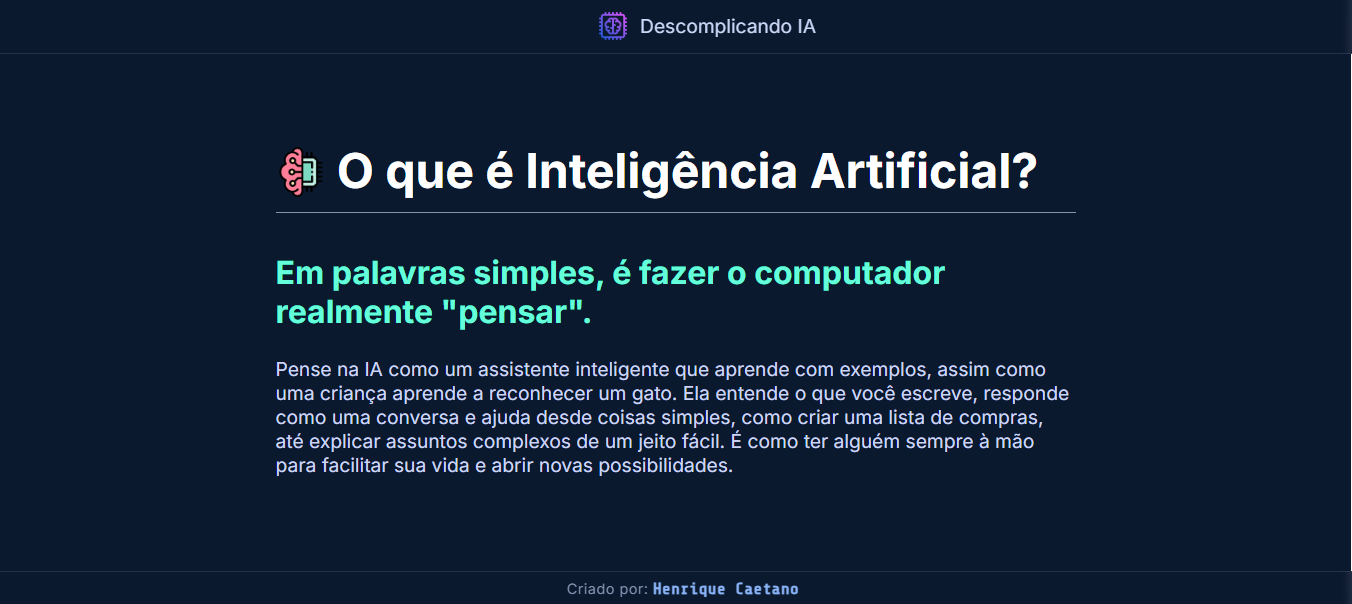 Descomplicando IA
O que é Inteligência Artificial?
Em palavras simples, é fazer o computador
realmente "pensar".
Pense na IA como um assistente inteligente que aprende com exemplos, assim como
uma criança aprende a reconhecer um gato. Ela entende o que você escreve, responde
como uma conversa e ajuda desde coisas simples, como criar uma lista de compras,
até explicar assuntos complexos de um jeito fácil. É como ter alguém sempre à mão
para facilitar sua vida e abrir novas possibilidades.
Criado por: Henrique Caetano